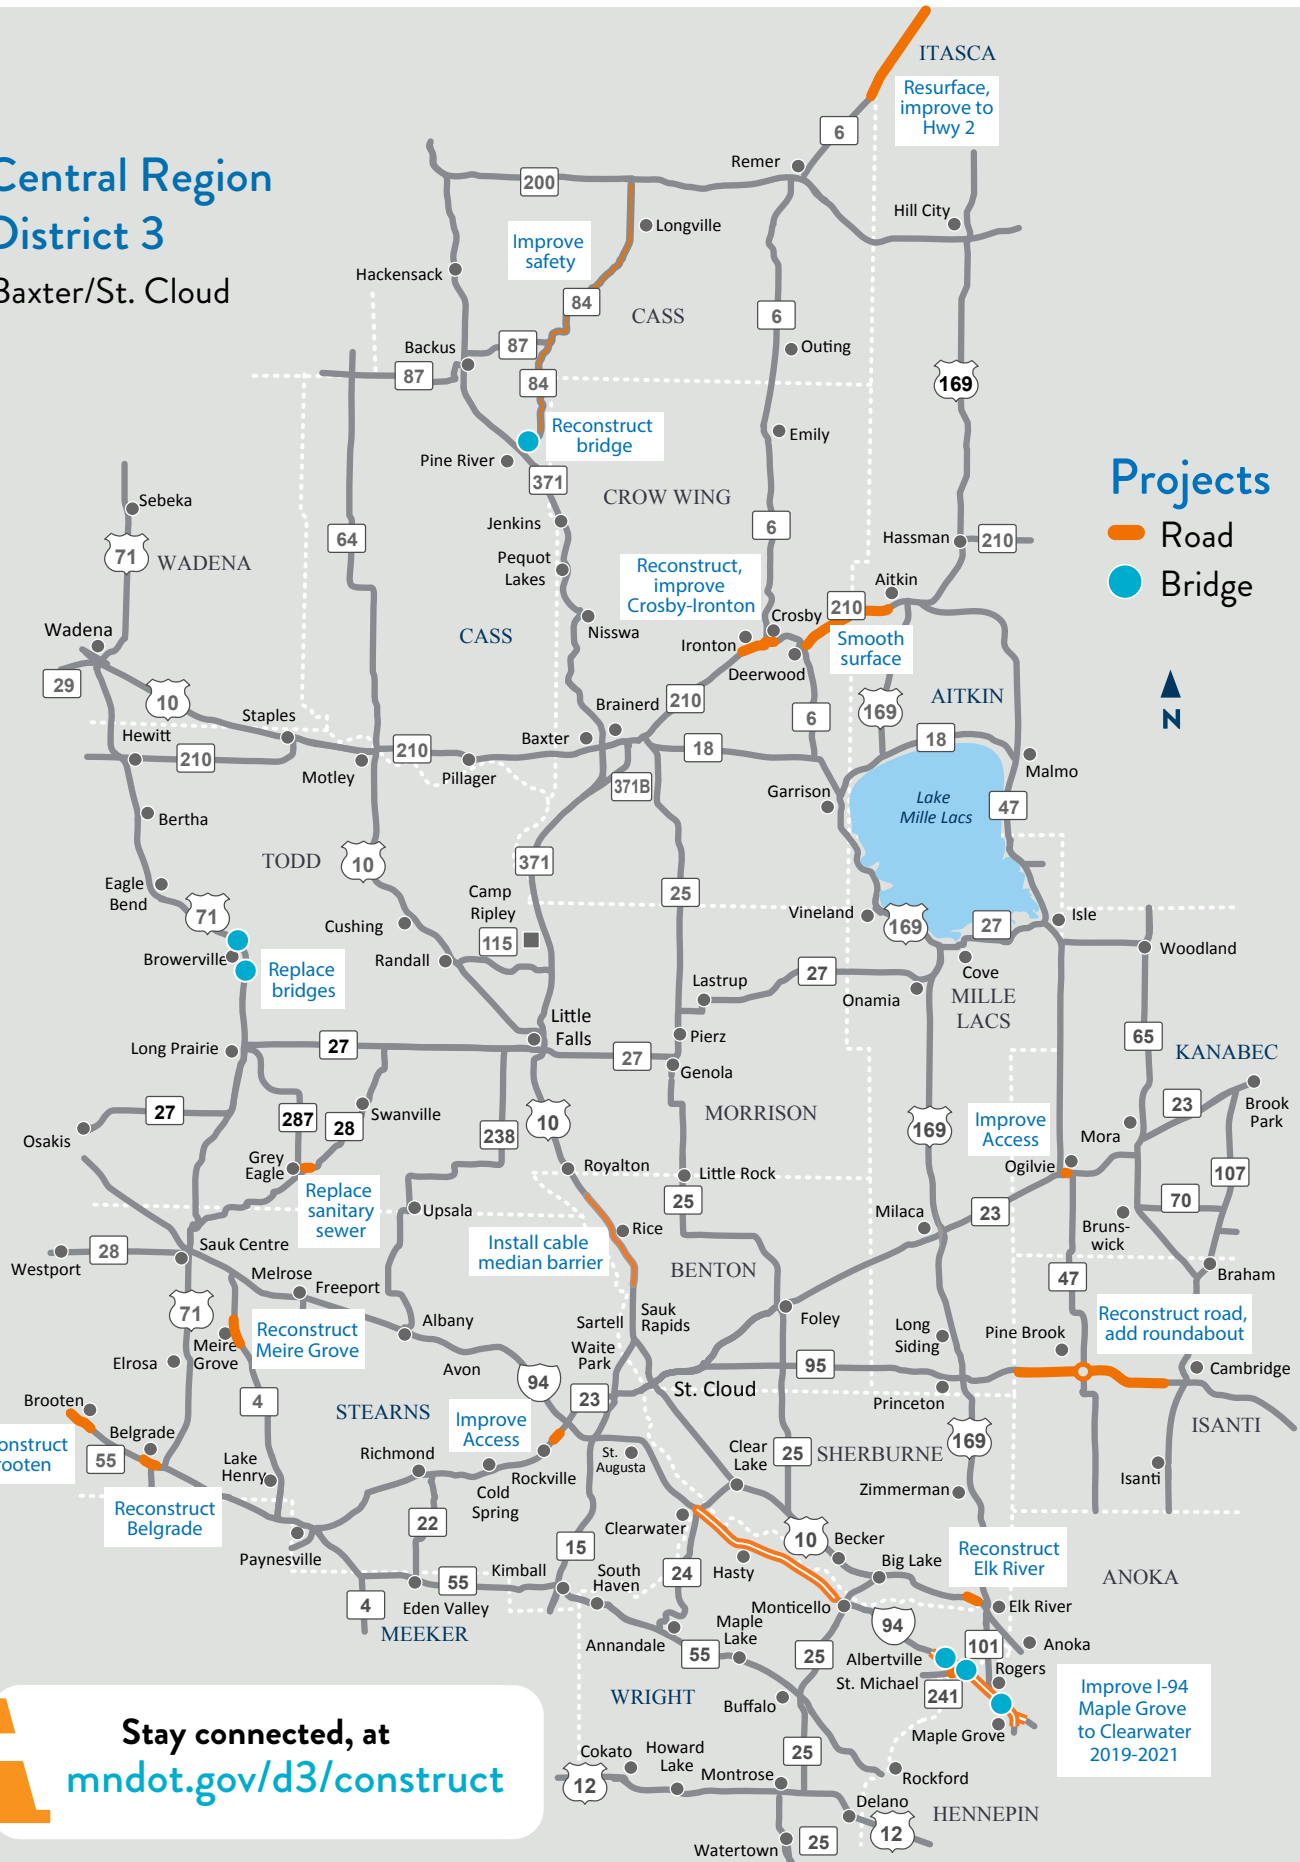 Central Region
District 3
Baxter/St. Cloud
ITASCA
Resurface,
improve to
Hwy 2
6
Remer
200
Hill City
Longville
Improve
safety
Hackensack
84
CASS
6
87
Outing
Backus
87
84
169
Reconstruct
bridge
Emily
Pine River
371
CROW WING
Projects
Road
Bridge
N
Sebeka
71
WADENA
64
Jenkins
6
Hassman
210
Pequot
Lakes
Reconstruct,
improve
Crosby-Ironton
Aitkin
210
Crosby
Nisswa
Ironton
Smooth
surface
Deerwood
CASS
Wadena
29
10
Brainerd
210
AITKIN
169
6
Staples
Hewitt
210
Motley
210
Pillager
Baxter
18
18
Malmo
371B
Garrison
Lake
Mille Lacs
47
Bertha
TODD
10
371
25
Eagle
Bend
71
Camp
Ripley
115
Cushing
Randall
Vineland
169
27
Isle
Woodland
Browerville
Replace
bridges
Lastrup
27
Onamia
Cove
MILLE
LACS
Little
Falls
Pierz
65
Long Prairie
27
27
Genola
KANABEC
27
287
28
Swanville
238
10
MORRISON
169
Improve
Access
23
Brook
Park
Mora
Osakis
Grey
Eagle
Royalton
Little Rock
Ogilvie
107
Replace
sanitary
sewer
Upsala
25
70
Rice
Milaca
23
Bruns-
wick
Install cable
median barrier
28
Westport
Sauk Centre
Melrose
Freeport
BENTON
47
Braham
71
Reconstruct
Meire Grove
Meire
Grove
Albany
Sartell
Sauk
Rapids
Foley
Long
Siding
Pine Brook
Reconstruct road,
add roundabout
Waite
Park
Elrosa
Avon
94
95
Cambridge
23
St. Cloud
Princeton
Brooten
4
STEARNS
ISANTI
onstruct
rooten
Belgrade
55
Improve
Access
Richmond
Lake
Henry
Cold
Spring
Rockville
St.
Augusta
Clear
Lake
25
SHERBURNE
169
Isanti
Zimmerman
Reconstruct
Belgrade
22
Clearwater
10
Becker
Paynesville
15
Hasty
Big Lake
Reconstruct
Elk River
ANOKA
Kimball
South
Haven
24
55
Eden Valley
4
MEEKER
Monticello
94
Elk River
Anoka
Maple
Lake
Annandale
55
25
Albertville
101
St. Michael
Rogers
241
WRIGHT
Buffalo
Maple Grove
Improve I-94
Maple Grove
to Clearwater
2019-2021
Stay connected, at
mndot.gov/d3/construct
Cokato
Howard
Lake
Montrose
25
Rockford
12
Delano
12
HENNEPIN
Watertown
25